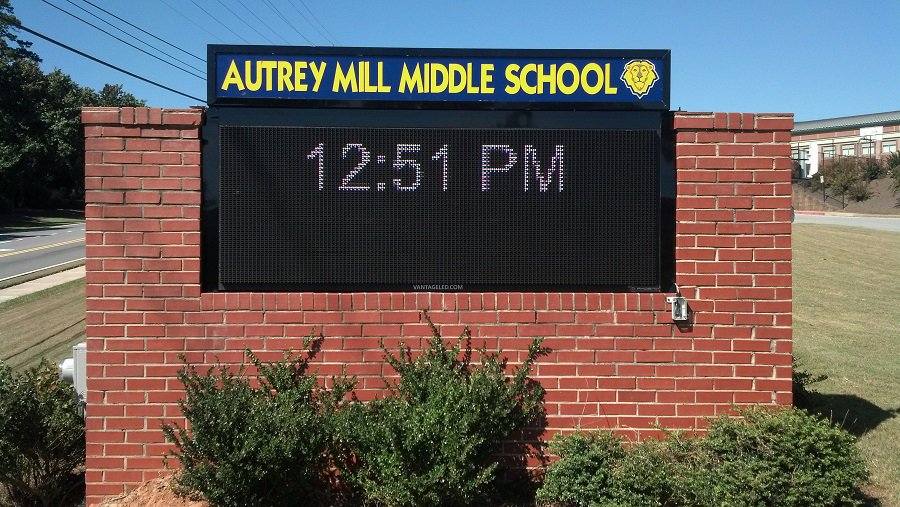 AUTREY MILL MIDDLE SCHOOL
12:51 PM
VANTAGELED.COM